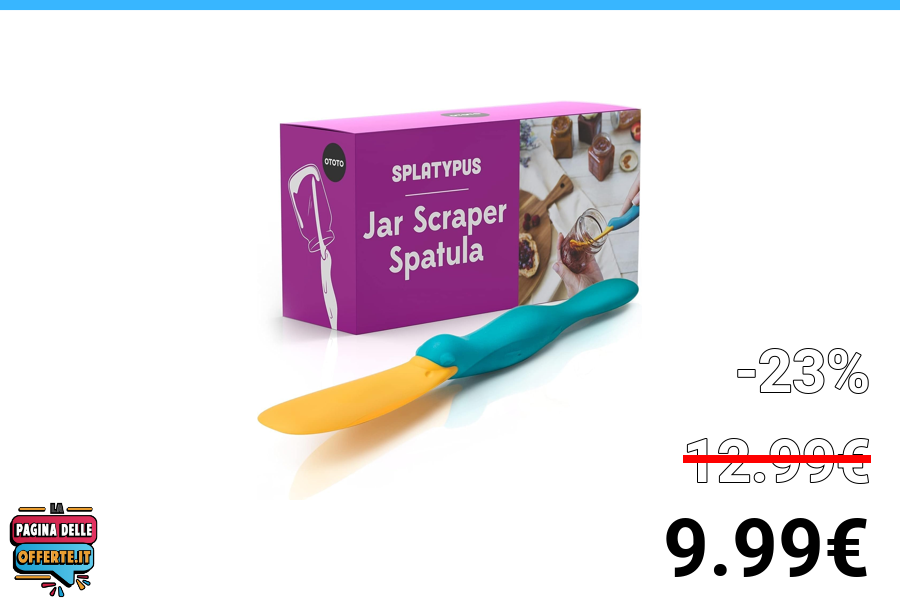 OTOTO
SPLATYPUS
Jar Scraper
Spatula
-23%
12.99€
9.99€
LA
PAGINA DELLE
OFFERTE.IT